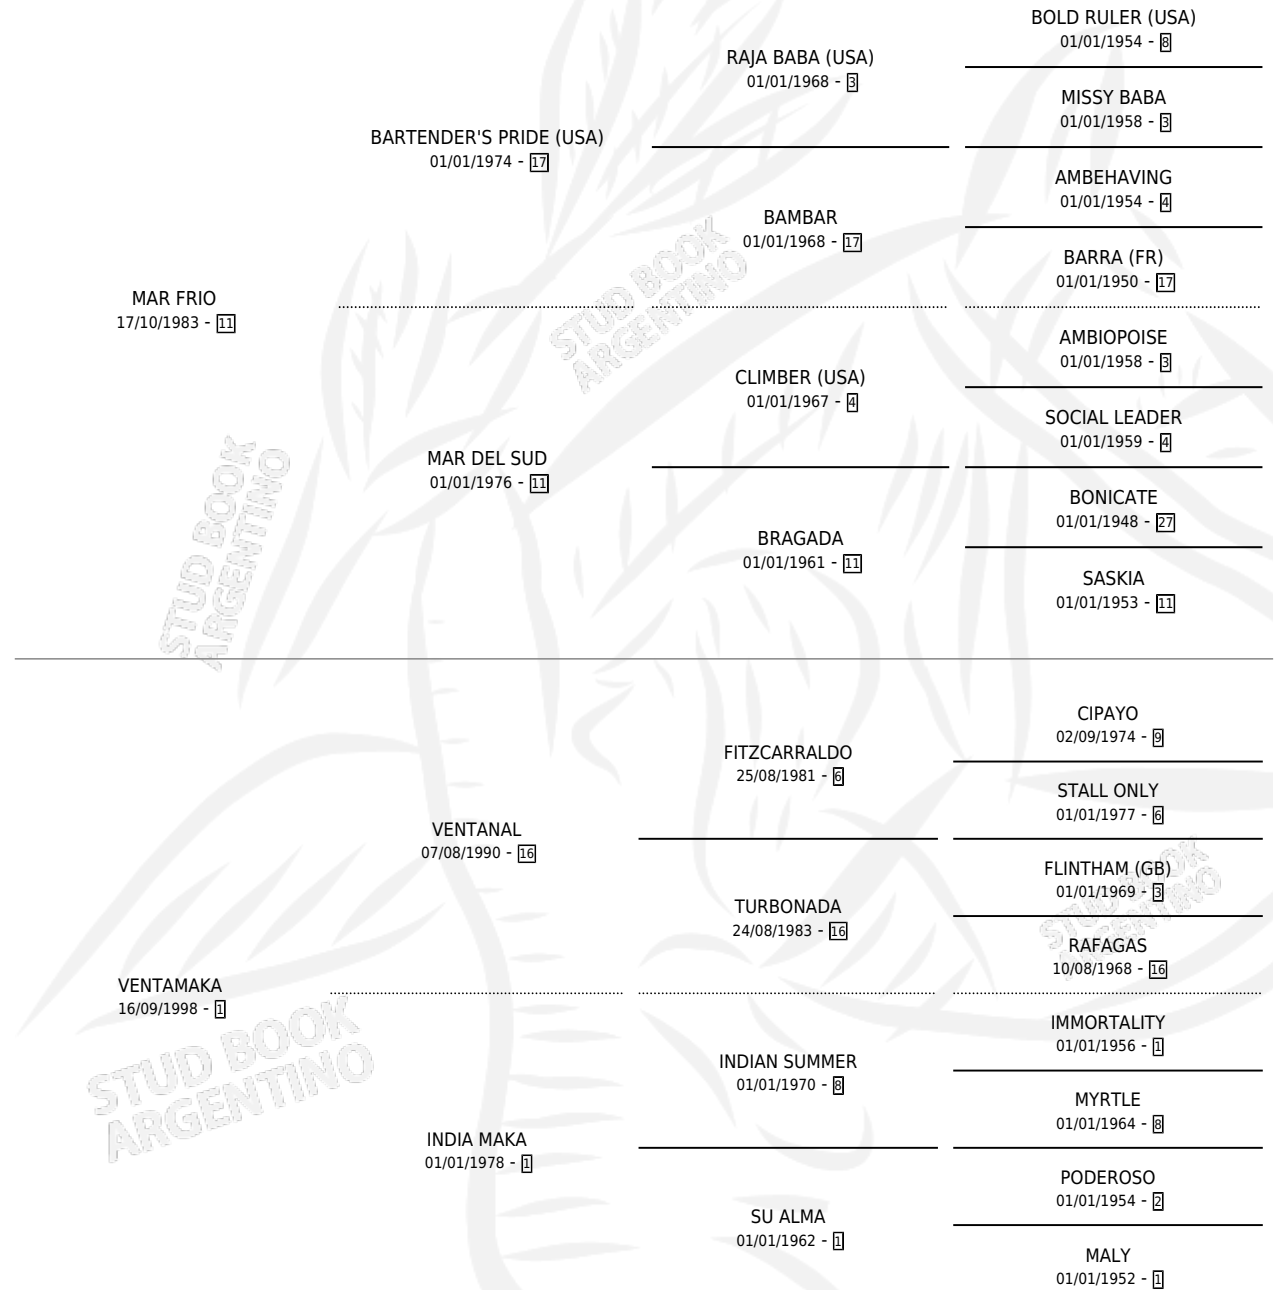 BOLD RULER (USA)
01/01/1954 - 8
RAJA BABA (USA)
01/01/1968 - 3
MISSY BABA
01/01/1958 - 3
BARTENDER'S PRIDE (USA)
01/01/1974 - 17
AMBEHAVING
01/01/1954 - 4
BAMBAR
01/01/1968 - 17
BARRA (FR)
01/01/1950 - 17
MAR FRIO
17/10/1983 - 11
AMBIOPOISE
01/01/1958 - 3
CLIMBER (USA)
01/01/1967 - 4
SOCIAL LEADER
01/01/1959 - 4
MAR DEL SUD
01/01/1976 - 11
BONICATE
01/01/1948 - 27
BRAGADA
01/01/1961 - 11
SASKIA
01/01/1953 - 11
STUD BOOK
ARGENTINO
STUD BOOK
ARGENTINO
CIPAYO
02/09/1974 - 9
FITZCARRALDO
25/08/1981 - 6
STALL ONLY
01/01/1977 - 6
VENTANAL
07/08/1990 - 16
FLINTHAM (GB)
01/01/1969 - 3
TURBONADA
24/08/1983 - 16
RAFAGAS
10/08/1968 - 16
VENTAMAKA
16/09/1998 - 1
IMMORTALITY
01/01/1956 - 1
INDIAN SUMMER
01/01/1970 - 8
MYRTLE
01/01/1964 - 8
INDIA MAKA
01/01/1978 - 1
PODEROSO
01/01/1954 - 2
SU ALMA
01/01/1962 - 1
MALY
01/01/1952 - 1
STUD BOOK
ARGENTINO
STUD BOOK
ARGENTINO